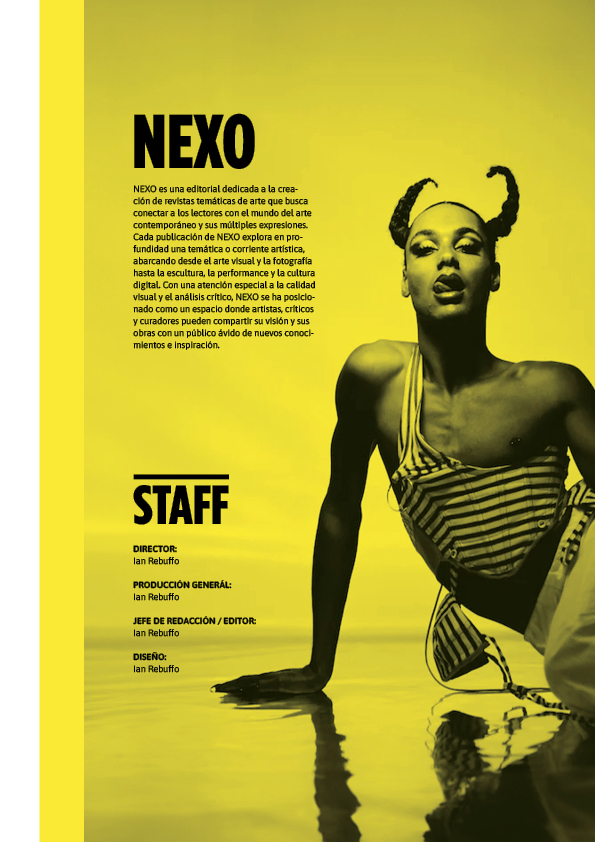 NEXO
NEXO es una editorial dedicada a la crea-
ción de revistas temáticas de arte que busca
conectar a los lectores con el mundo del arte
contemporáneo y sus múltiples expresiones.
Cada publicación de NEXO explora en pro-
fundidad una temática o corriente artística,
abarcando desde el arte visual y la fotografía
hasta la escultura, la performance y la cultura
digital. Con una atención especial a la calidad
visual y el análisis crítico, NEXO se ha posicio-
nado como un espacio donde artistas, críticos
y curadores pueden compartir su visión y sus
obras con un público ávido de nuevos conoci-
mientos e inspiración.
STAFF
DIRECTOR:
Ian Rebuffo
PRODUCCIÓN GENERÁL:
Ian Rebuffo
JEFE DE REDACCIÓN / EDITOR:
Ian Rebuffo
DISEÑO:
Ian Rebuffo